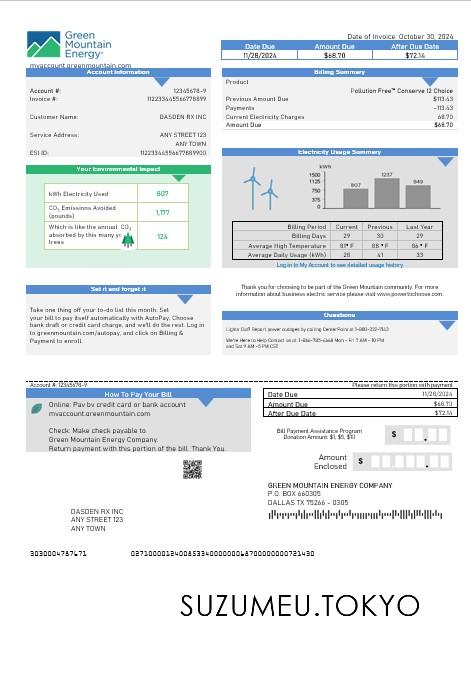 Green
Mountain
Energy
myaccount.greenmountain.com
Date of Invoice: October 30, 2024
Date Due
Amount Due
After Due Date
11/28/2024
$68.70
$72.14
Account Information
Account #: 12345678-9
Invoice #: 11223344556677889900
Customer Name: DASDEN RX INC
Service Address: ANY STREET 123
ANY TOWN
ESI ID: 11223344556677889900
Billing Summary
Product
Pollution Free™ Conserve 12 Choice
Previous Amount Due $113.43
Payments -113.43
Current Electricity Charges 68.70
Amount Due $68.70
Your Environmental Impact
kWh Electricity Used 807
CO2 Emissions Avoided
(pounds) 1,177
Which is like the annual CO2
absorbed by this many
trees 124
Electricity Usage Summary
kWh
1500
1125
750
375
0
807
1237
949
Billing Period Current Previous Last Year
Billing Days 29 30 29
Average High Temperature 81° F 88° F 86° F
Average Daily Usage (kWh) 28 41 33
Log in to My Account to see detailed usage history
Set it and forget it
Take one thing off your to-do list this month. Set
your bill to pay itself automatically with AutoPay. Choose
bank draft or credit card, and we'll do the rest. Log in
to greenmountain.com/autopay, and click on Billing &
Payment to enroll.
Thank you for choosing to be part of the Green Mountain community. For more
information about business electric service please visit www.powertochoose.com.
Questions
Lights Out? Report power outages by calling CenterPoint at 1-800-332-7143
We're Here to Help Contact us at 1-866-785-4668 Mon - Fri 7 AM - 10 PM
and Sat 9 AM - 5 PM CST
Account #: 12345678-9
Please return this portion with payment
How To Pay Your Bill
Online: Pay by credit card or bank account
myaccount.greenmountain.com
Check: Make check payable to
Green Mountain Energy Company.
Return payment with this portion of the bill. Thank You.
Date Due 11/28/2024
Amount Due $68.70
After Due Date $72.14
Bill Payment Assistance Program
Donation Amount $1, $5, $10
$
Amount
Enclosed
$
GREEN MOUNTAIN ENERGY COMPANY
P.O. BOX 660305
DALLAS TX 75266 - 0305
DASDEN RX INC
ANY STREET 123
ANY TOWN
3030004787671
SUZUMEU.TOKYO